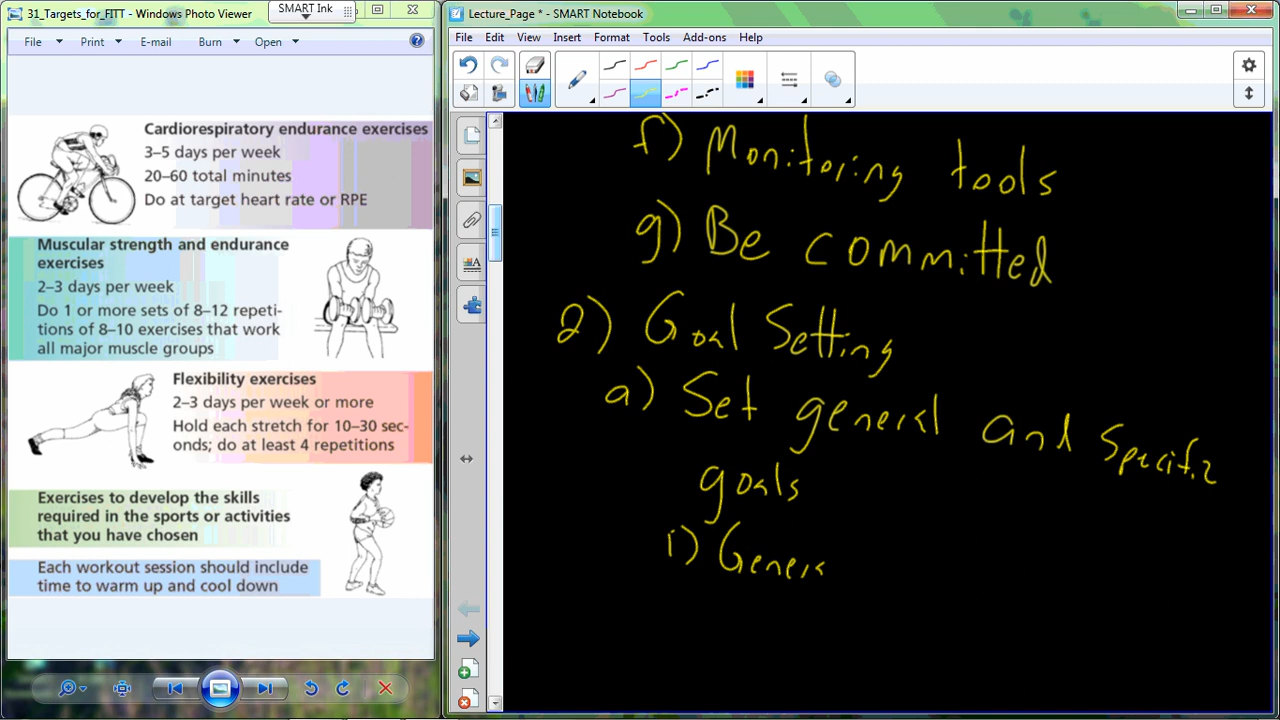 31_Targets_for_FITT - Windows Photo Viewer
SMART Ink
File Print E-mail Burn Open
Cardiorespiratory endurance exercises
3–5 days per week
20–60 total minutes
Do at target heart rate or RPE
Muscular strength and endurance
exercises
2–3 days per week
Do 1 or more sets of 8–12 repeti-
tions of 8–10 exercises that work
all major muscle groups
Flexibility exercises
2–3 days per week or more
Hold each stretch for 10–30 sec-
onds; do at least 4 repetitions
Exercises to develop the skills
required in the sports or activities
that you have chosen
Each workout session should include
time to warm up and cool down
Lecture_Page * - SMART Notebook
File Edit View Insert Format Tools Add-ons Help
f) Monitoring tools
g) Be committed
2) Goal Setting
a) Set general and specific
goals
i) Genera